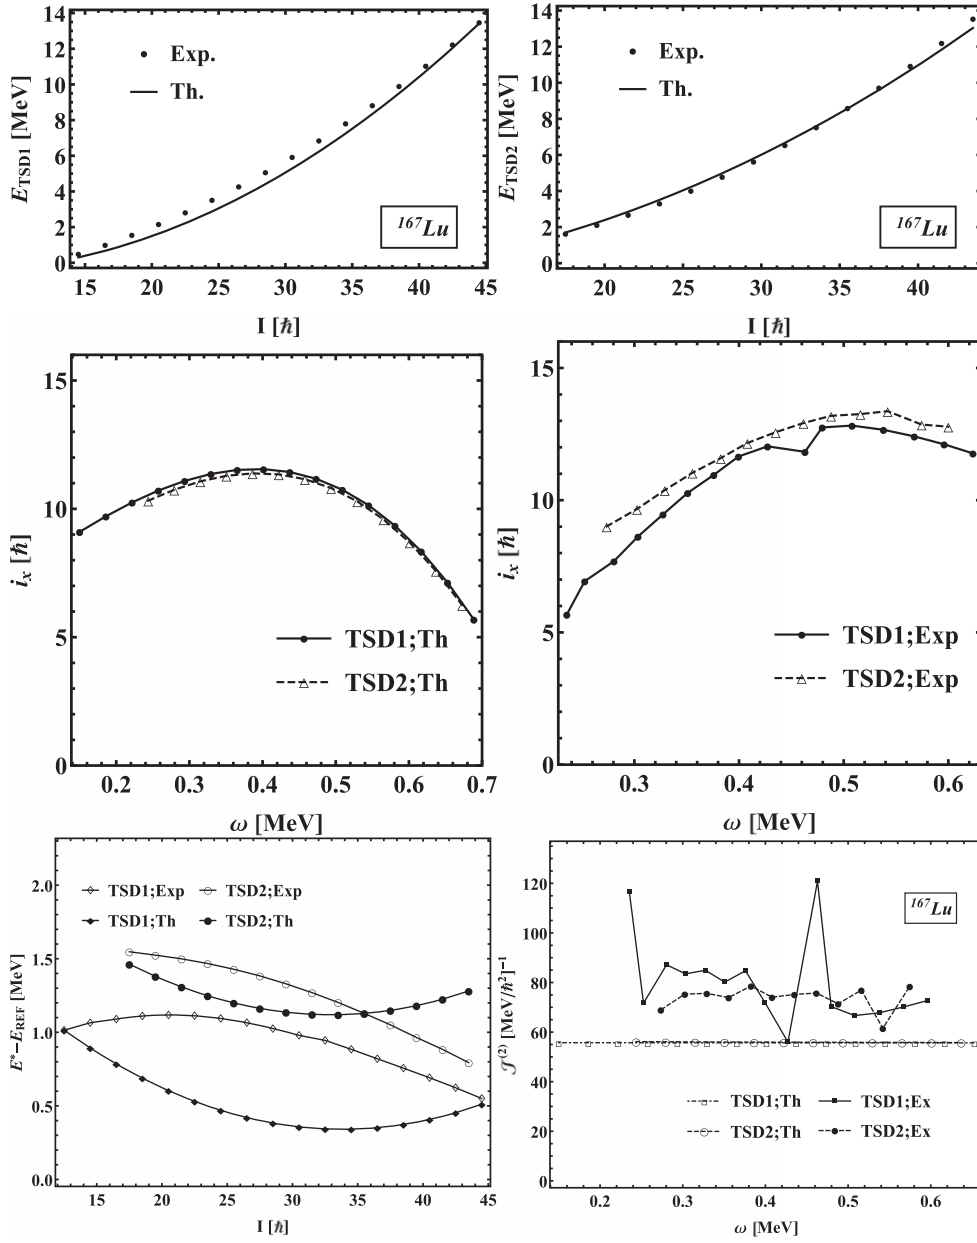 14
12
10
8
6
4
2
0
E_TSD1 [MeV]
Exp.
Th.
¹⁶⁷Lu
15 20 25 30 35 40 45
I [ℏ]
14
12
10
8
6
4
2
0
E_TSD2 [MeV]
Exp.
Th.
¹⁶⁷Lu
20 25 30 35 40
I [ℏ]
15
10
5
0
i_x [ℏ]
TSD1;Th
TSD2;Th
0.2 0.3 0.4 0.5 0.6 0.7
ω [MeV]
15
10
5
0
i_x [ℏ]
TSD1;Exp
TSD2;Exp
0.3 0.4 0.5 0.6
ω [MeV]
2.0
1.5
1.0
0.5
0.0
E*−E_REF [MeV]
TSD1;Exp TSD2;Exp
TSD1;Th TSD2;Th
15 20 25 30 35 40 45
I [ℏ]
120
100
80
60
40
20
0
𝒥⁽²⁾ [MeV/ℏ²]⁻¹
¹⁶⁷Lu
TSD1;Th TSD1;Ex
TSD2;Th TSD2;Ex
0.2 0.3 0.4 0.5 0.6
ω [MeV]